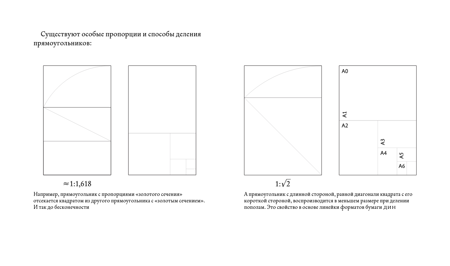 Существуют особые пропорции и способы деления
прямоугольников:
A0
A1
A2
A3
A4
A5
A6
≈ 1:1,618
1:√2
Например, прямоугольник с пропорциями «золотого сечения»
отсекается квадратом из другого прямоугольника с «золотым сечением».
И так до бесконечности
А прямоугольник с длинной стороной, равной диагонали квадрата с его
короткой стороной, воспроизводится в меньшем размере при делении
пополам. Это свойство в основе линейки форматов бумаги ДИН